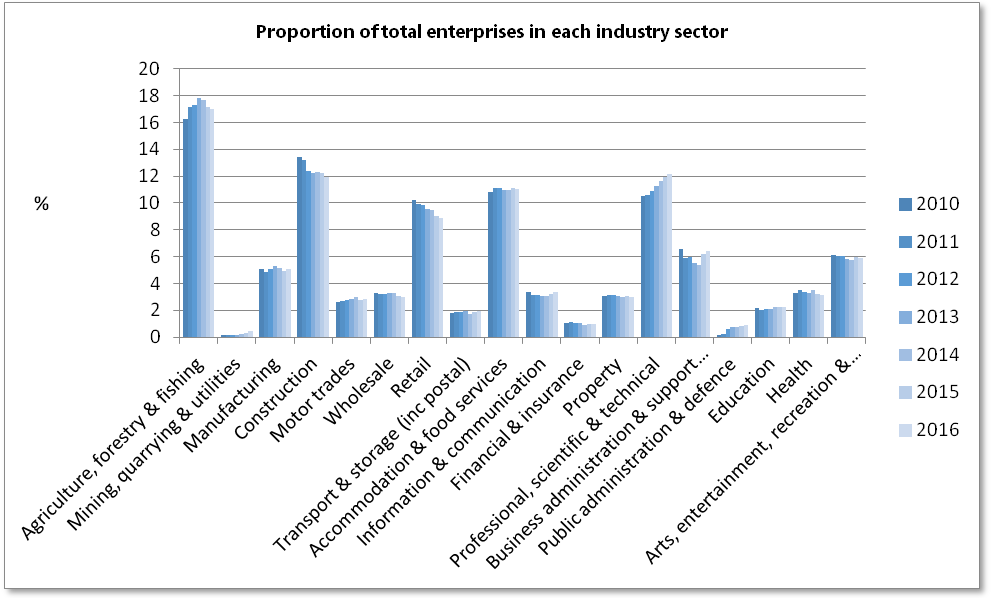 Proportion of total enterprises in each industry sector
20
18
16
14
12
10
8
6
4
2
0
%
Agriculture, forestry & fishing
Mining, quarrying & utilities
Manufacturing
Construction
Motor trades
Wholesale
Retail
Transport & storage (inc postal)
Accommodation & food services
Information & communication
Financial & insurance
Property
Professional, scientific & technical
Business administration & support...
Public administration & defence
Education
Health
Arts, entertainment, recreation &...
2010
2011
2012
2013
2014
2015
2016